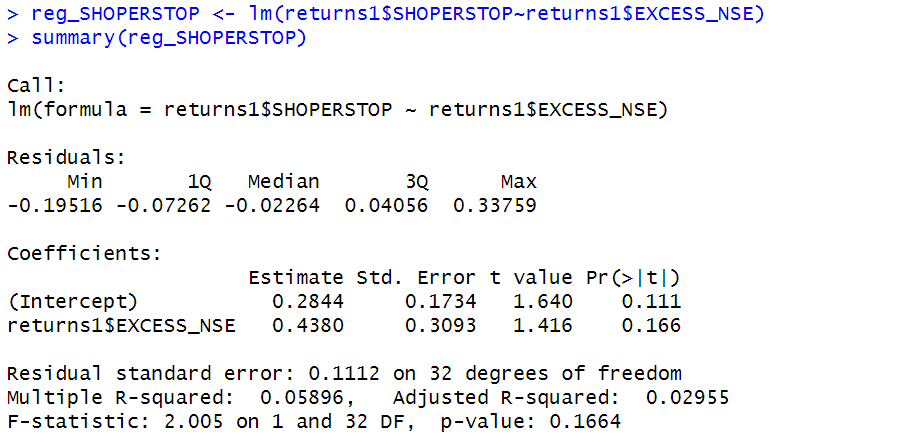 > reg_SHOPERSTOP <- lm(returns1$SHOPERSTOP~returns1$EXCESS_NSE)
> summary(reg_SHOPERSTOP)
Call:
lm(formula = returns1$SHOPERSTOP ~ returns1$EXCESS_NSE)
Residuals:
     Min       1Q   Median       3Q      Max
-0.19516 -0.07262 -0.02264  0.04056  0.33759
Coefficients:
                    Estimate Std. Error t value Pr(>|t|)
(Intercept)           0.2844     0.1734   1.640    0.111
returns1$EXCESS_NSE   0.4380     0.3093   1.416    0.166
Residual standard error: 0.1112 on 32 degrees of freedom
Multiple R-squared:  0.05896,   Adjusted R-squared:  0.02955
F-statistic: 2.005 on 1 and 32 DF,  p-value: 0.1664